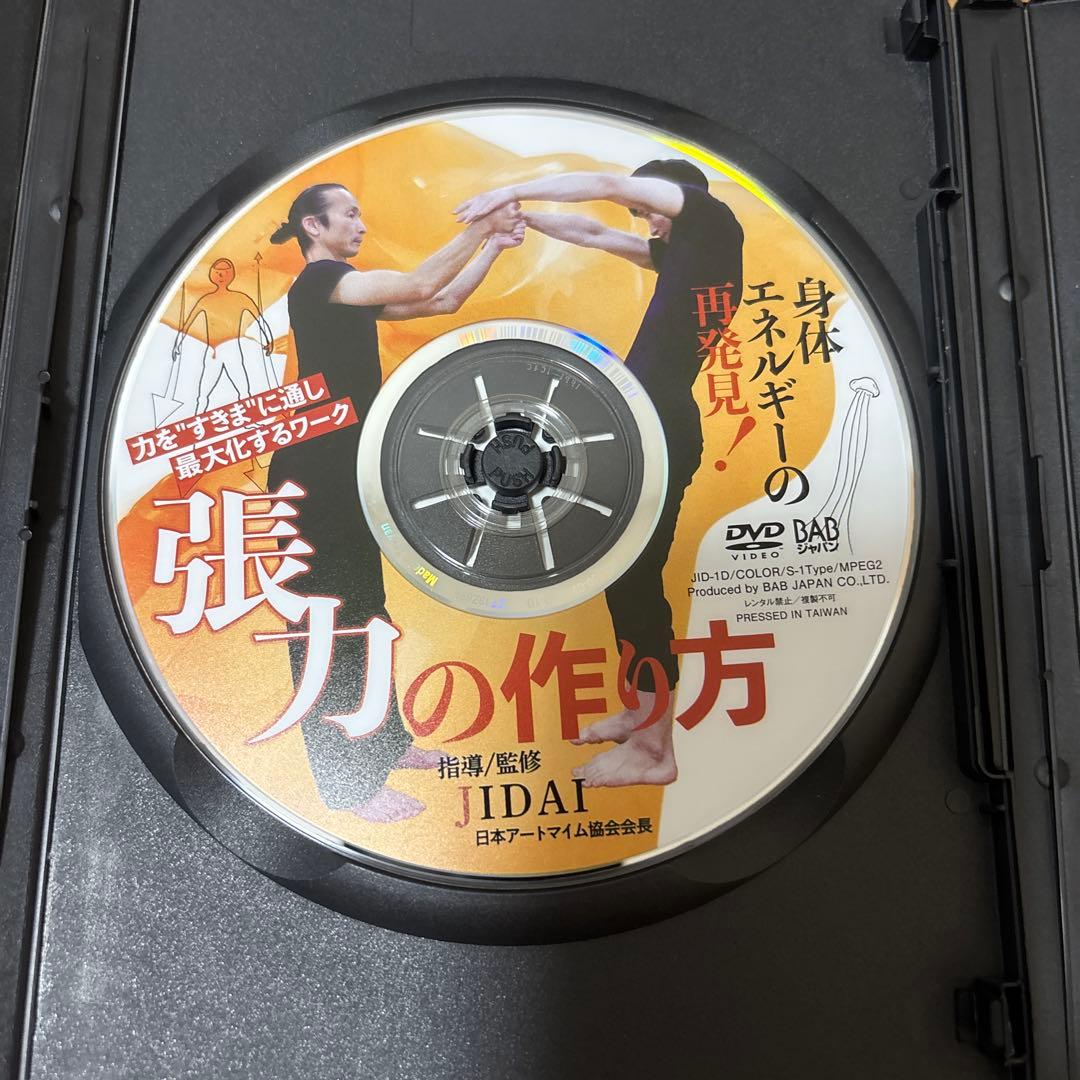 身体
エネルギーの
再発見!
力を"すきま"に通し
最大化するワーク
張力の作り方
指導/監修
JIDAI
日本アートマイム協会会長
DVD
VIDEO
BAB
ジャパン
JID-1D/COLOR/S-1Type/MPEG2
Produced by BAB JAPAN CO.,LTD.
レンタル禁止/複製不可
PRESSED IN TAIWAN
PUSH
PUSH